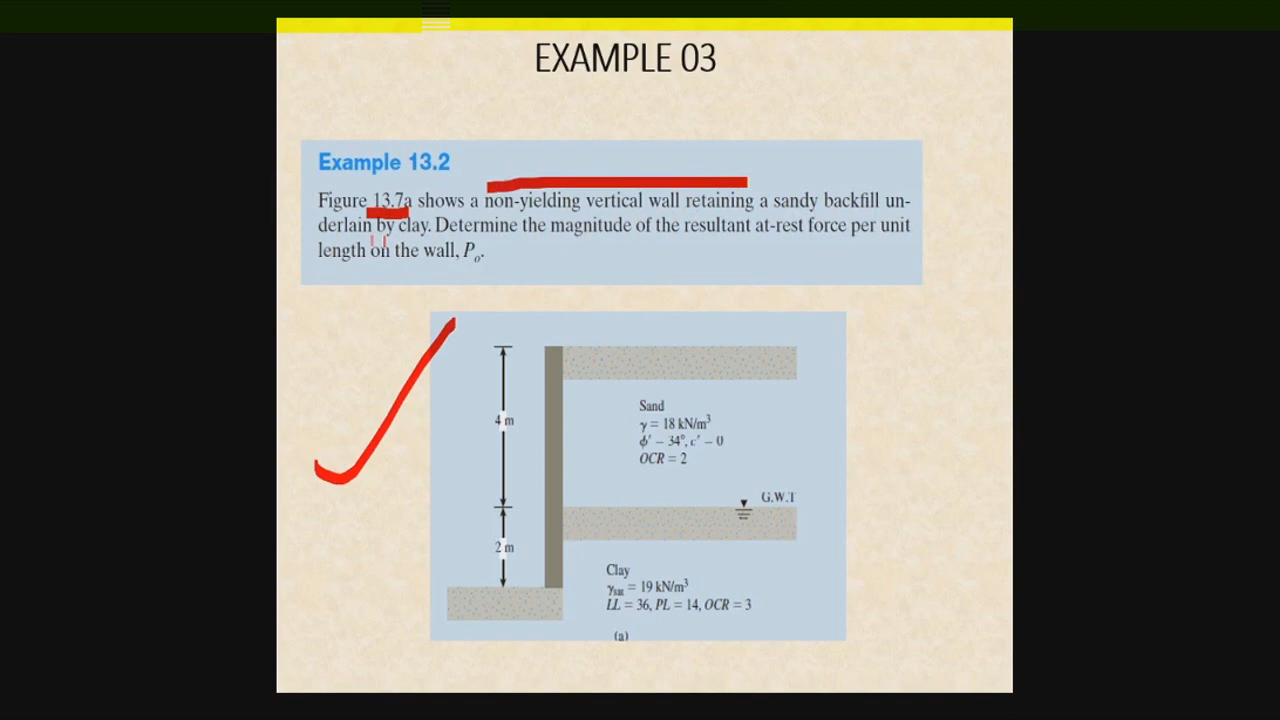 EXAMPLE 03
Example 13.2
Figure 13.7a shows a non-yielding vertical wall retaining a sandy backfill un-
derlain by clay. Determine the magnitude of the resultant at-rest force per unit
length on the wall, Pₒ.
4 m
Sand
γ = 18 kN/m³
ϕ′ – 34°, c′ – 0
OCR = 2
G.W.T
2 m
Clay
γsat = 19 kN/m³
LL = 36, PL = 14, OCR = 3
(a)